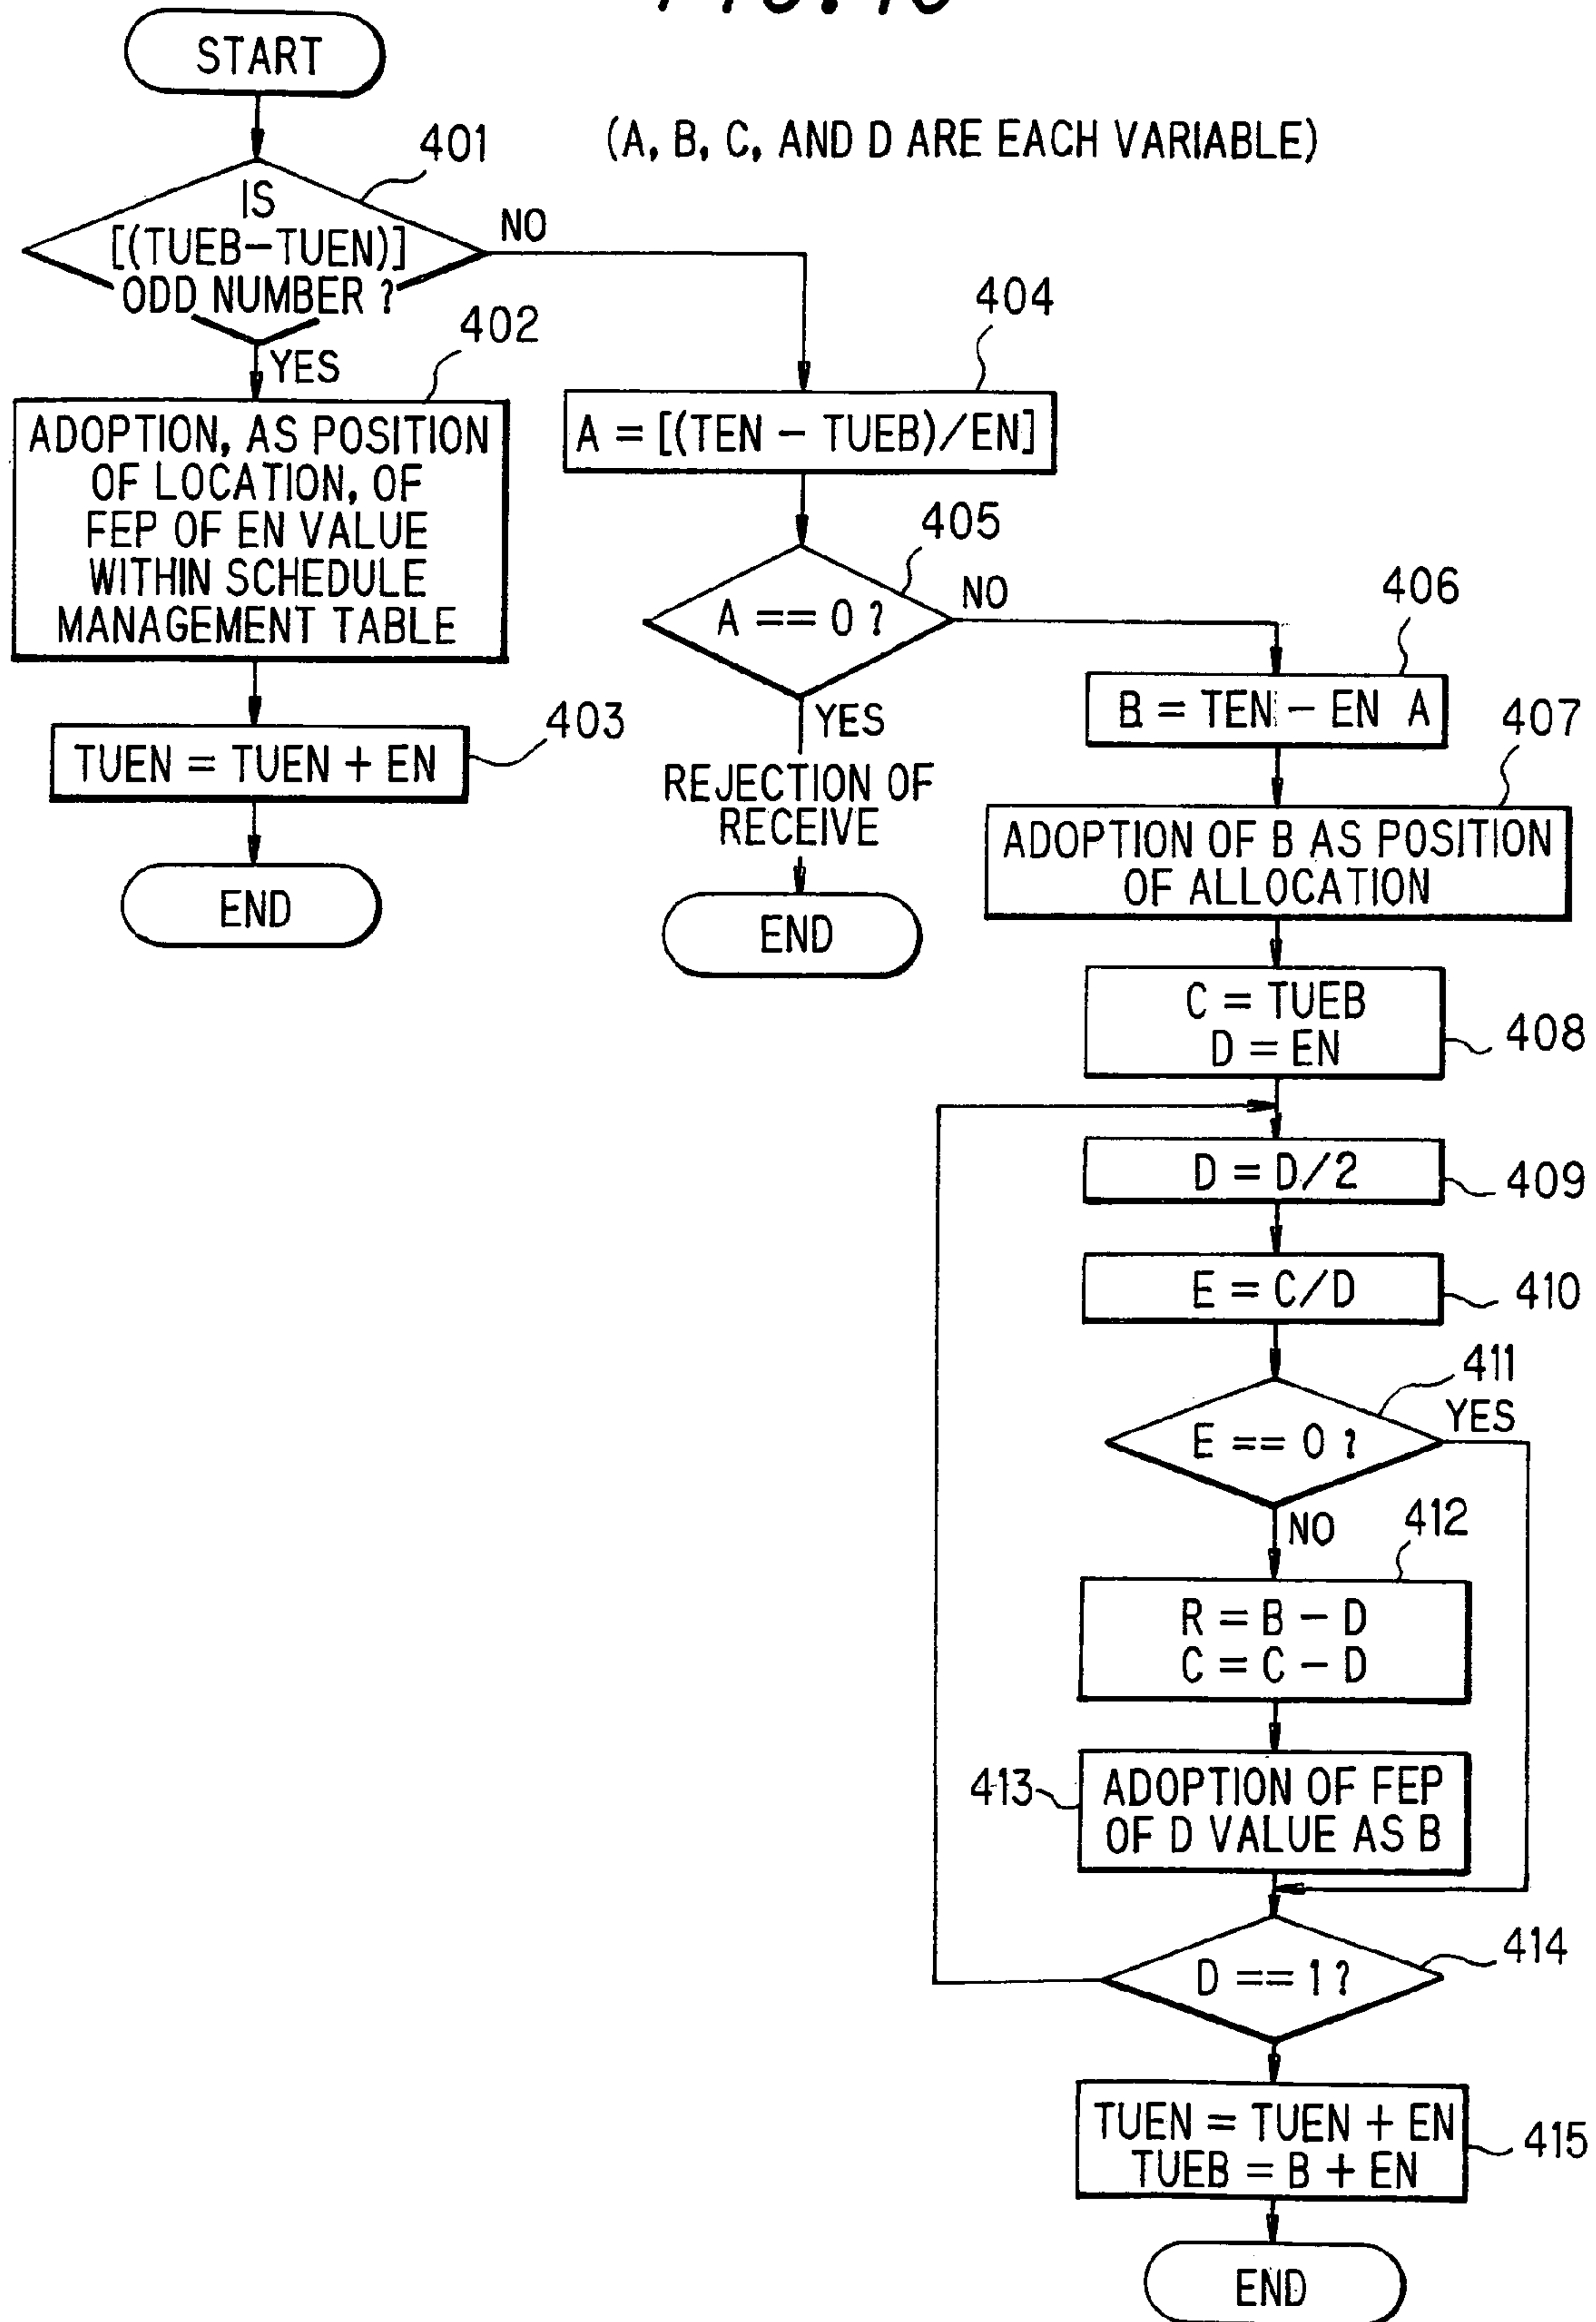 START
(A, B, C, AND D ARE EACH VARIABLE)
401
IS
[(TUEB-TUEN)]
ODD NUMBER ?
NO
YES
402
ADOPTION, AS POSITION
OF LOCATION, OF
FEP OF EN VALUE
WITHIN SCHEDULE
MANAGEMENT TABLE
403
TUEN = TUEN + EN
END
404
A = [(TEN - TUEB)/EN]
405
A == 0 ?
NO
YES
REJECTION OF
RECEIVE
END
406
B = TEN - EN A
407
ADOPTION OF B AS POSITION
OF ALLOCATION
C = TUEB
D = EN
408
D = D/2
409
E = C/D
410
411
E == 0 ?
YES
NO
412
R = B - D
C = C - D
413
ADOPTION OF FEP
OF D VALUE AS B
D == 1 ?
414
TUEN = TUEN + EN
TUEB = B + EN
415
END